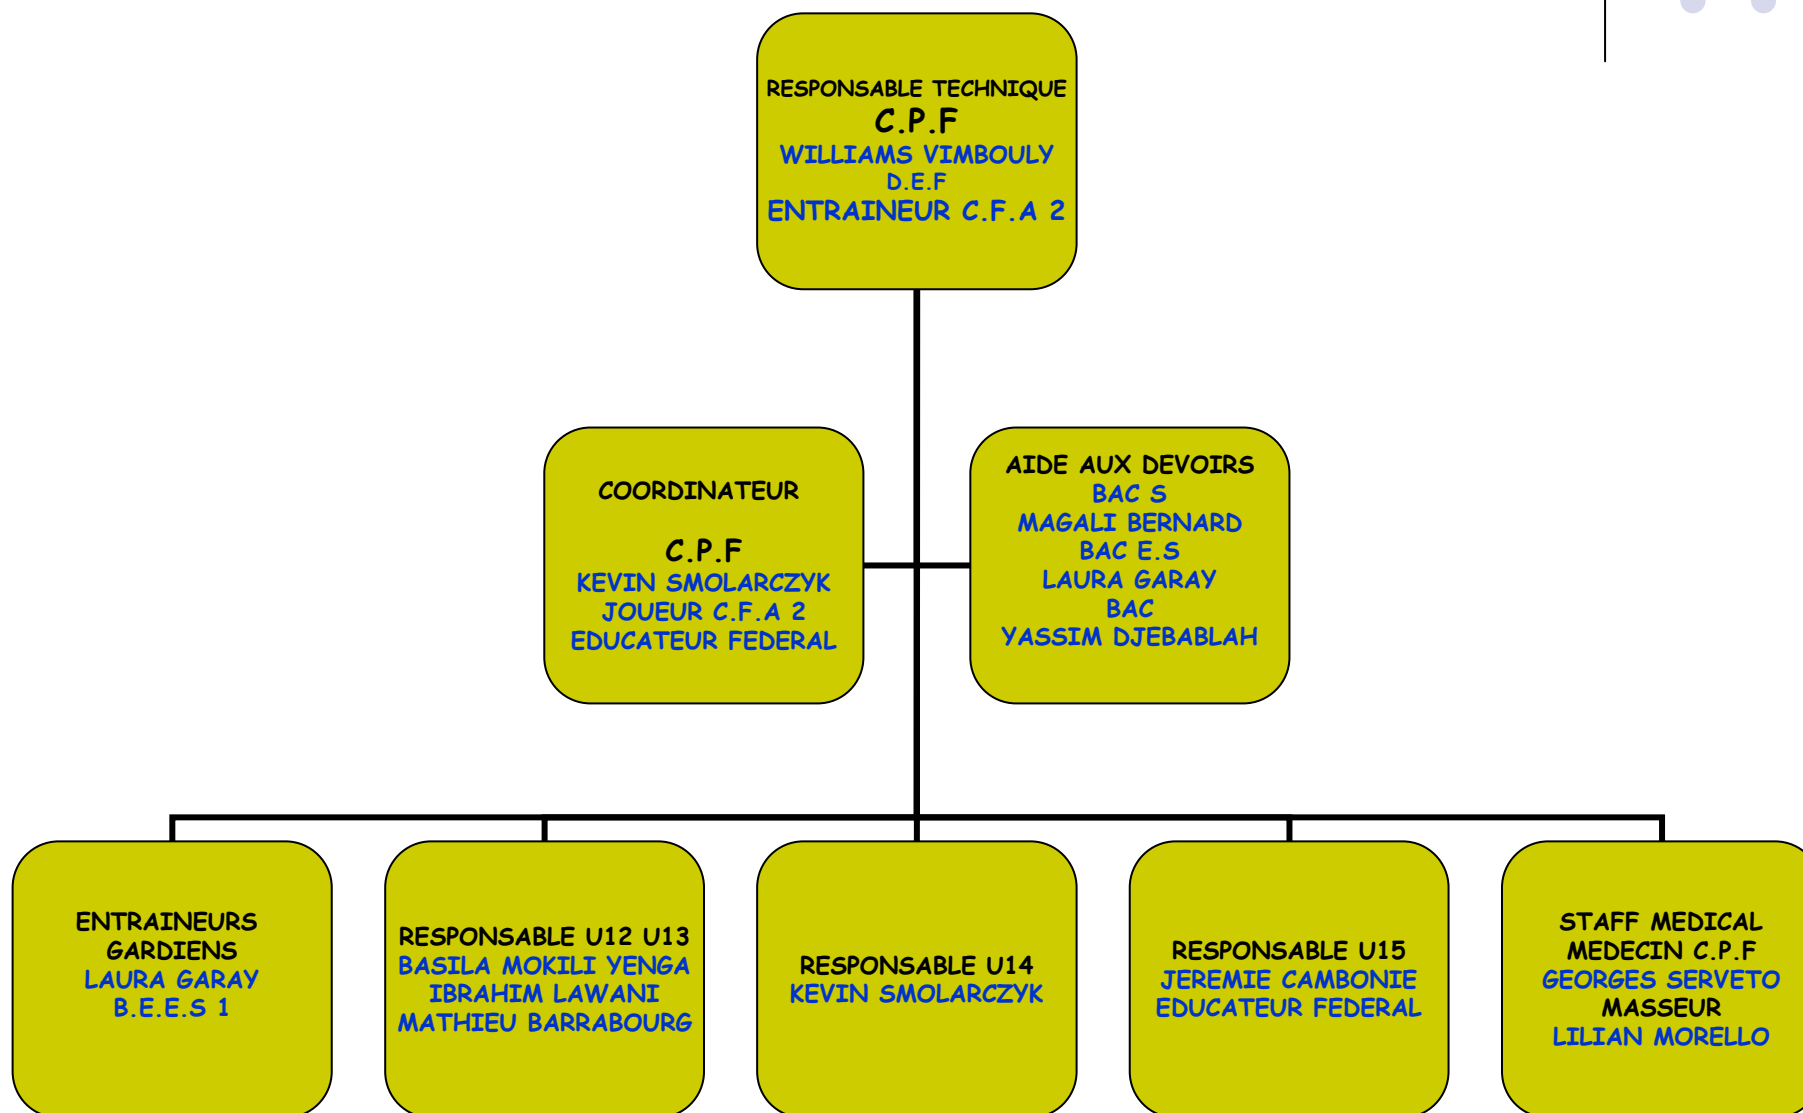 RESPONSABLE TECHNIQUE
C.P.F
WILLIAMS VIMBOULY
D.E.F
ENTRAINEUR C.F.A 2
COORDINATEUR
C.P.F
KEVIN SMOLARCZYK
JOUEUR C.F.A 2
EDUCATEUR FEDERAL
AIDE AUX DEVOIRS
BAC S
MAGALI BERNARD
BAC E.S
LAURA GARAY
BAC
YASSIM DJEBABLAH
ENTRAINEURS
GARDIENS
LAURA GARAY
B.E.E.S 1
RESPONSABLE U12 U13
BASILA MOKILI YENGA
IBRAHIM LAWANI
MATHIEU BARRABOURG
RESPONSABLE U14
KEVIN SMOLARCZYK
RESPONSABLE U15
JEREMIE CAMBONIE
EDUCATEUR FEDERAL
STAFF MEDICAL
MEDECIN C.P.F
GEORGES SERVETO
MASSEUR
LILIAN MORELLO